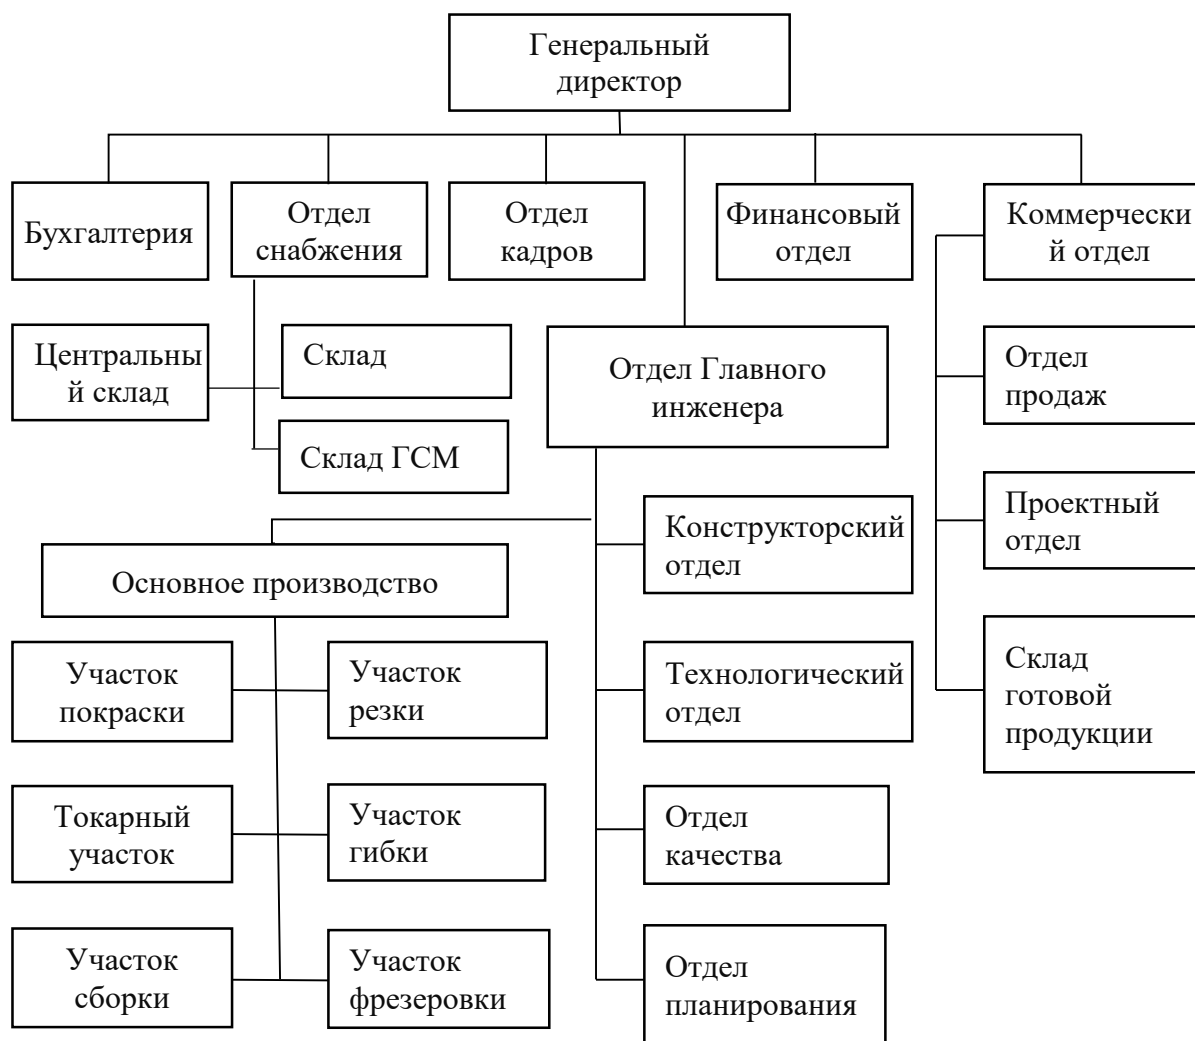 Генеральный
директор
Бухгалтерия
Отдел
снабжения
Отдел
кадров
Финансовый
отдел
Коммерчески
й отдел
Центральны
й склад
Склад
Склад ГСМ
Отдел Главного
инженера
Отдел
продаж
Проектный
отдел
Склад
готовой
продукции
Конструкторский
отдел
Технологический
отдел
Отдел
качества
Отдел
планирования
Основное производство
Участок
покраски
Участок
резки
Токарный
участок
Участок
гибки
Участок
сборки
Участок
фрезеровки